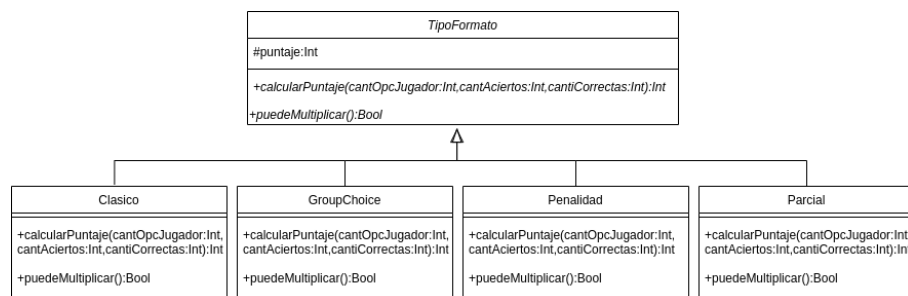 TipoFormato
#puntaje:Int
+calcularPuntaje(cantOpcJugador:Int,cantAciertos:Int,cantiCorrectas:Int):Int
+puedeMultiplicar():Bool
Clasico
+calcularPuntaje(cantOpcJugador:Int,
cantAciertos:Int,cantiCorrectas:Int):Int
+puedeMultiplicar():Bool
GroupChoice
+calcularPuntaje(cantOpcJugador:Int,
cantAciertos:Int,cantiCorrectas:Int):Int
+puedeMultiplicar():Bool
Penalidad
+calcularPuntaje(cantOpcJugador:Int,
cantAciertos:Int,cantiCorrectas:Int):Int
+puedeMultiplicar():Bool
Parcial
+calcularPuntaje(cantOpcJugador:Int,
cantAciertos:Int,cantiCorrectas:Int):Int
+puedeMultiplicar():Bool